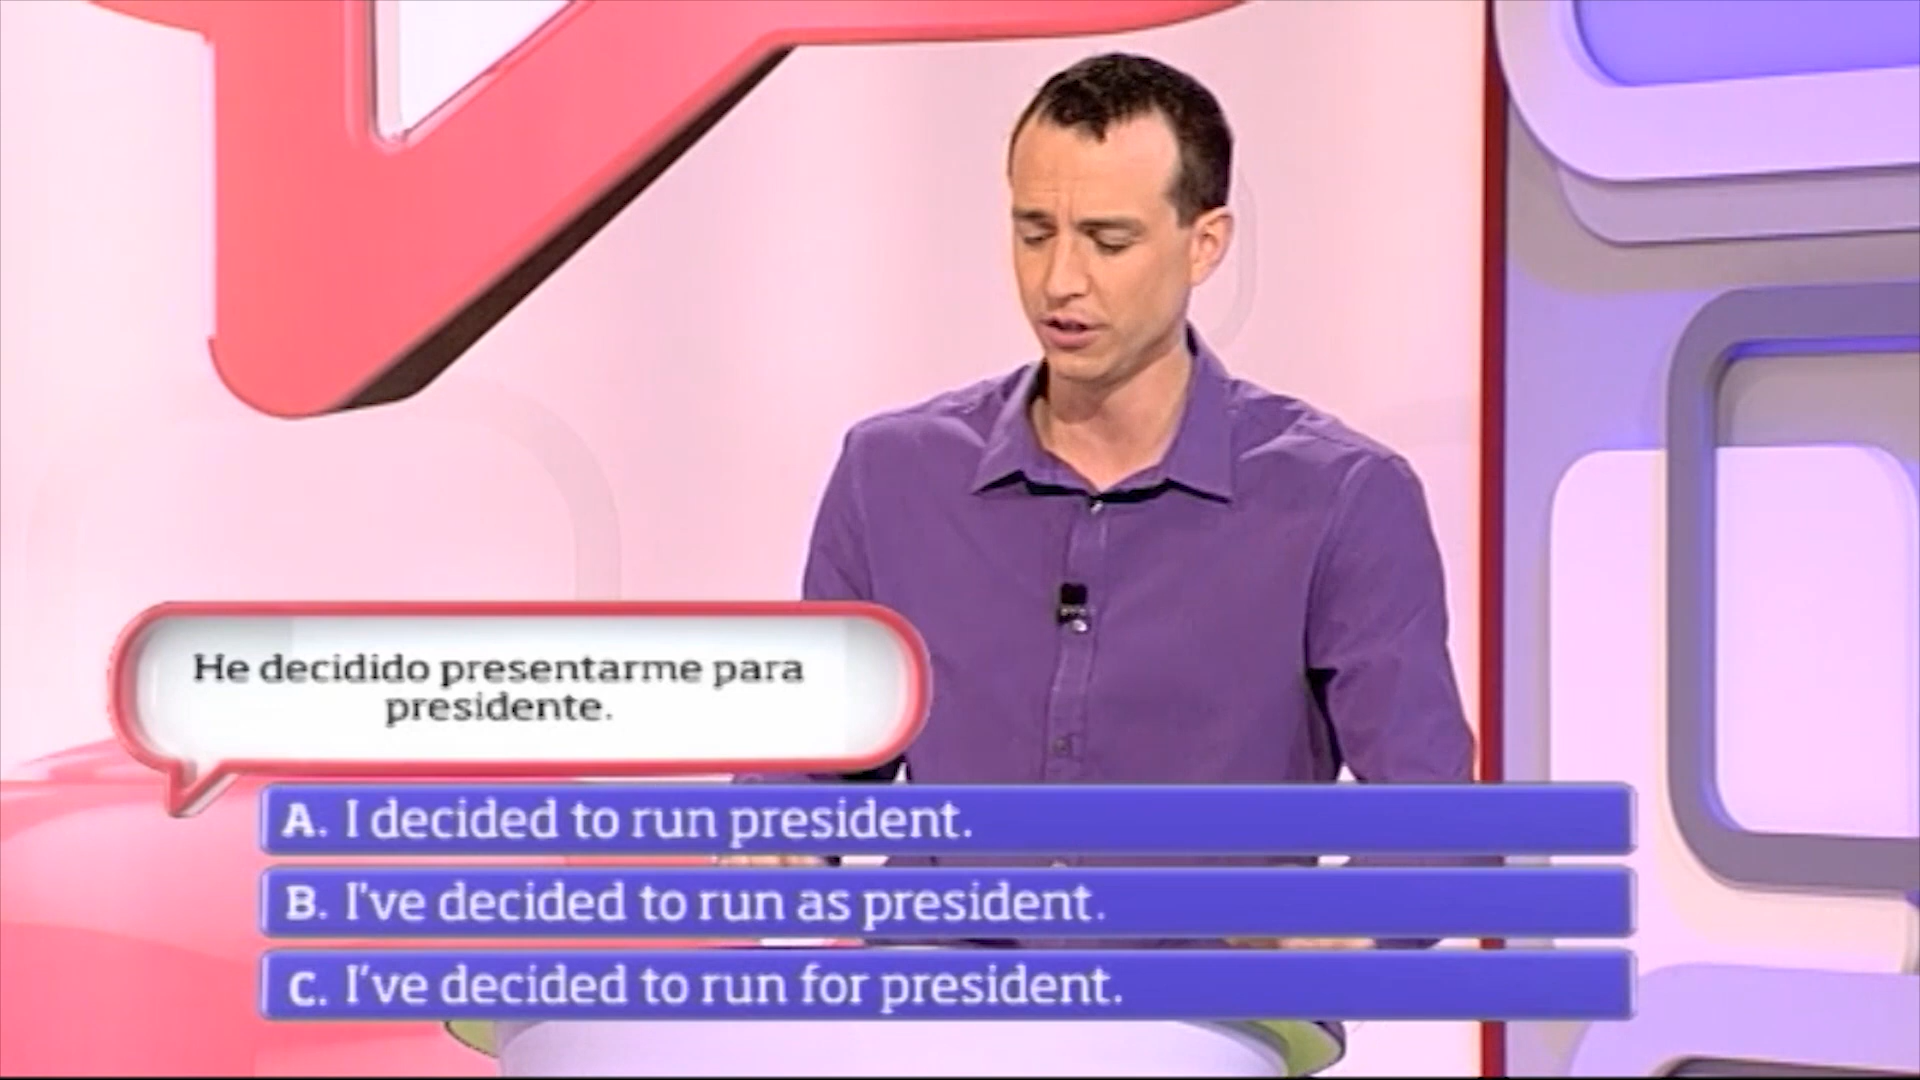 He decidido presentarme para
presidente.
A. I decided to run president.
B. I've decided to run as president.
C. I've decided to run for president.